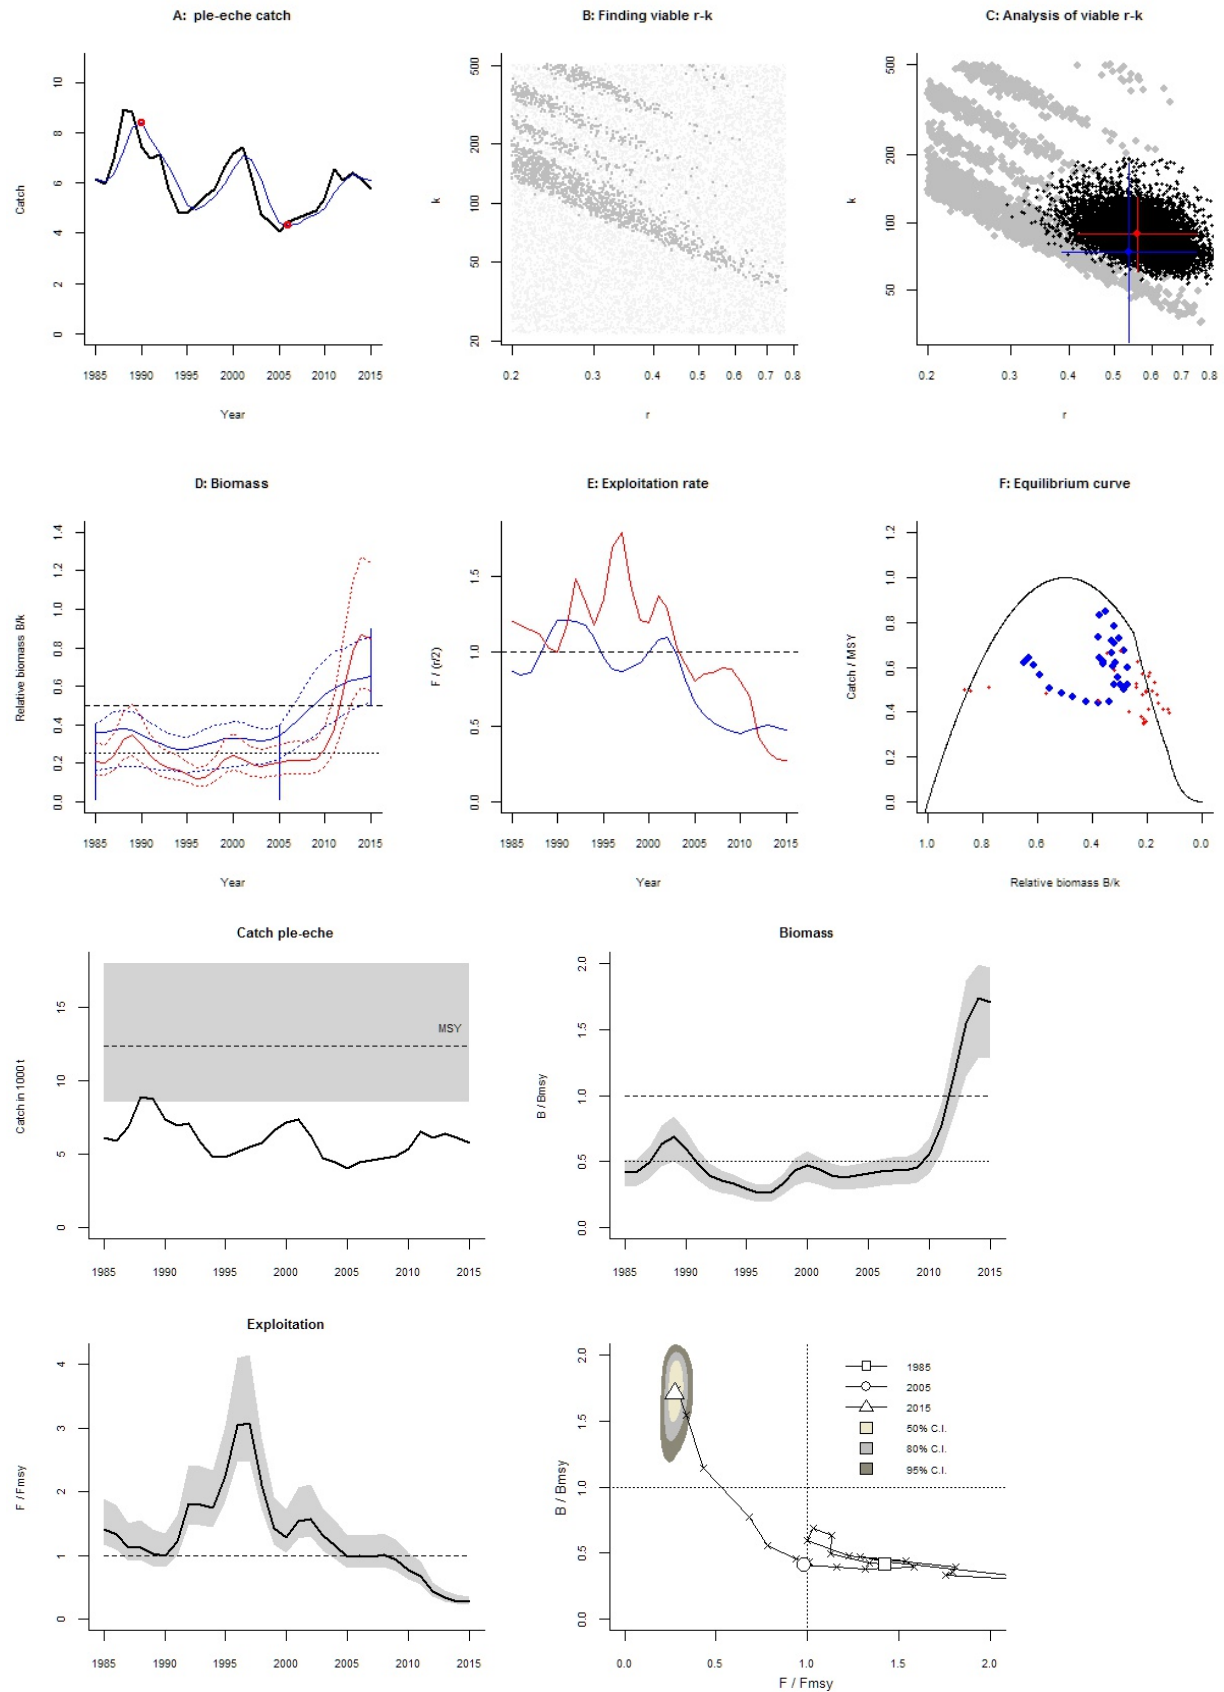 A: ple-eche catch
B: Finding viable r-k
C: Analysis of viable r-k
Catch
0 2 4 6 8 10
1985 1990 1995 2000 2005 2010 2015
Year
k
20 50 100 200 500
0.2 0.3 0.4 0.5 0.6 0.7 0.8
r
k
50 100 200 500
0.2 0.3 0.4 0.5 0.6 0.7 0.8
r
D: Biomass
E: Exploitation rate
F: Equilibrium curve
Relative biomass B/k
0.0 0.2 0.4 0.6 0.8 1.0 1.2 1.4
1985 1990 1995 2000 2005 2010 2015
Year
F / (r/2)
0.0 0.5 1.0 1.5
1985 1990 1995 2000 2005 2010 2015
Year
Catch / MSY
0.0 0.2 0.4 0.6 0.8 1.0 1.2
1.0 0.8 0.6 0.4 0.2 0.0
Relative biomass B/k
Catch ple-eche
Biomass
Catch in 1000 t
0 5 10 15
MSY
1985 1990 1995 2000 2005 2010 2015
B / Bmsy
0.0 0.5 1.0 1.5 2.0
1985 1990 1995 2000 2005 2010 2015
Exploitation
F / Fmsy
0 1 2 3 4
1985 1990 1995 2000 2005 2010 2015
B / Bmsy
0.0 0.5 1.0 1.5 2.0
1985
2005
2015
50% C.I.
80% C.I.
95% C.I.
0.0 0.5 1.0 1.5 2.0
F / Fmsy